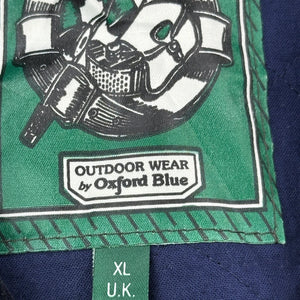 OUTDOOR WEAR
by Oxford Blue
XL
U.K.